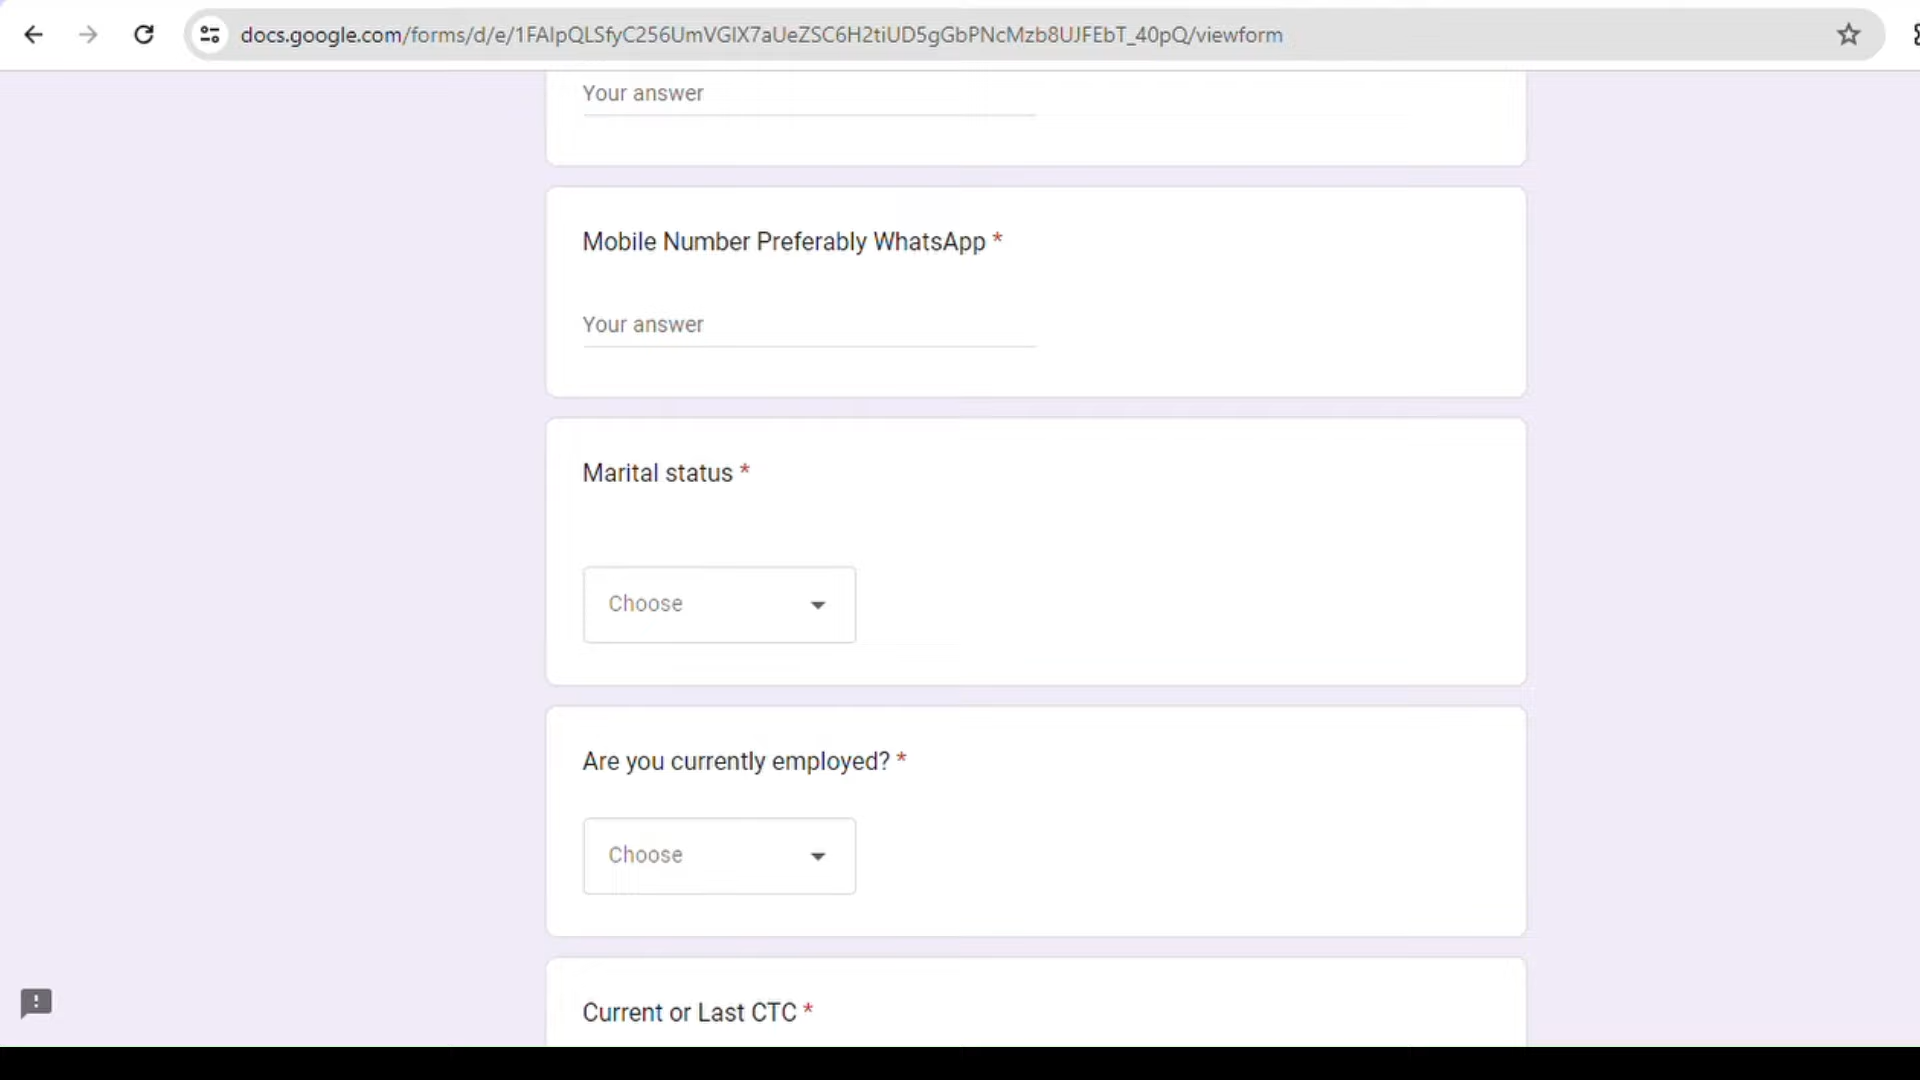 docs.google.com/forms/d/e/1FAIpQLSfyC256UmVGIX7aUeZSC6H2tiUD5gGbPNcMzb8UJFEbT_40pQ/viewform
Your answer
Mobile Number Preferably WhatsApp *
Your answer
Marital status *
Choose
Are you currently employed? *
Choose
Current or Last CTC *